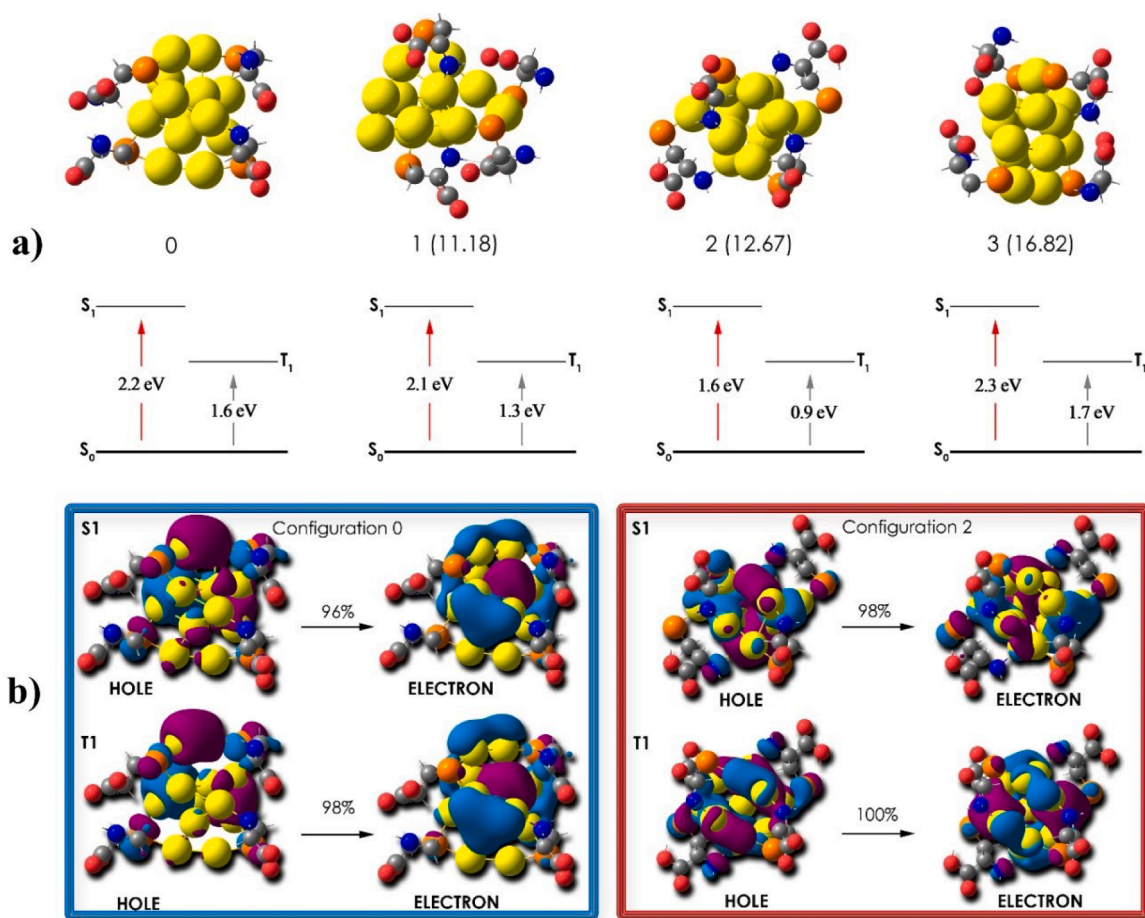 a)
0 1 (11.18) 2 (12.67) 3 (16.82)
S1 S1 S1 S1
T1 T1 T1 T1
2.2 eV 2.1 eV 1.6 eV 2.3 eV
1.6 eV 1.3 eV 0.9 eV 1.7 eV
S0 S0 S0 S0
b)
S1 Configuration 0
96%
HOLE ELECTRON
T1
98%
HOLE ELECTRON
S1 Configuration 2
98%
HOLE ELECTRON
T1
100%
HOLE ELECTRON